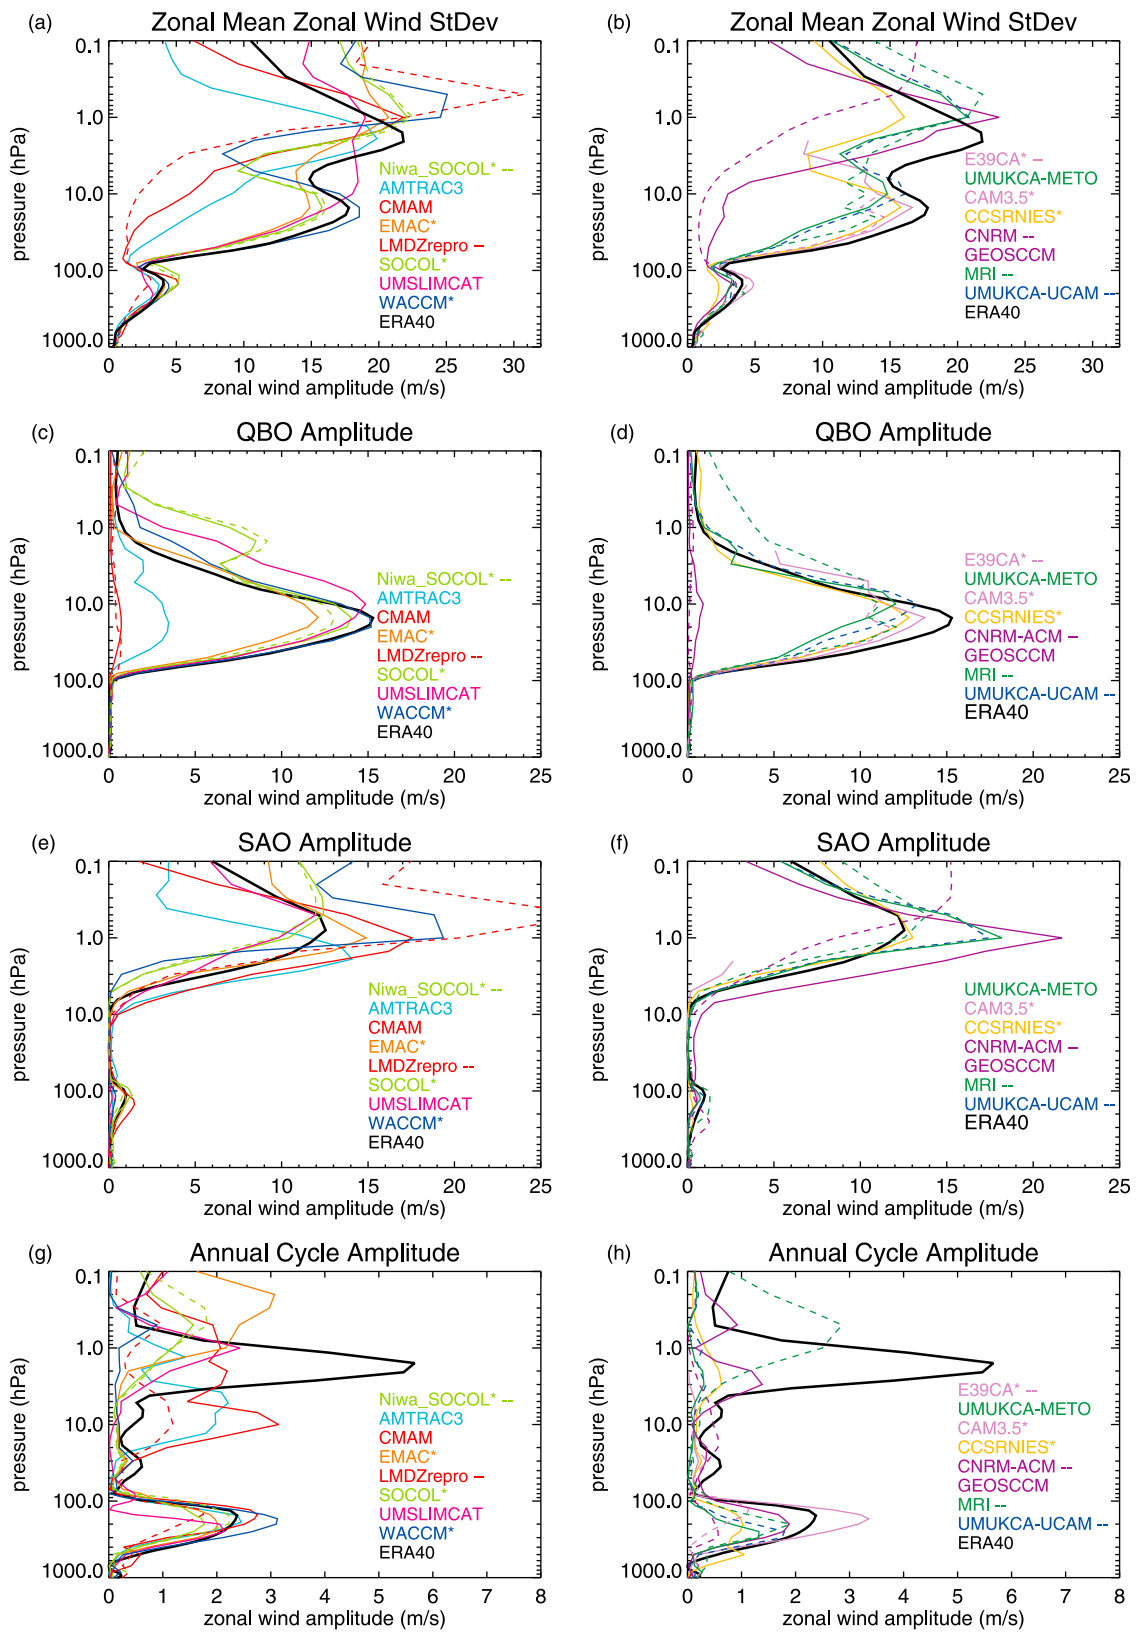 (a) Zonal Mean Zonal Wind StDev
0.1
1.0
10.0
100.0
1000.0
pressure (hPa)
Niwa_SOCOL* --
AMTRAC3
CMAM
EMAC*
LMDZrepro –
SOCOL*
UMSLIMCAT
WACCM*
ERA40
0 5 10 15 20 25 30
zonal wind amplitude (m/s)
(b) Zonal Mean Zonal Wind StDev
0.1
1.0
10.0
100.0
1000.0
pressure (hPa)
E39CA* –
UMUKCA-METO
CAM3.5*
CCSRNIES*
CNRM --
GEOSCCM
MRI --
UMUKCA-UCAM --
ERA40
0 5 10 15 20 25 30
zonal wind amplitude (m/s)
(c) QBO Amplitude
0.1
1.0
10.0
100.0
1000.0
pressure (hPa)
Niwa_SOCOL* --
AMTRAC3
CMAM
EMAC*
LMDZrepro --
SOCOL*
UMSLIMCAT
WACCM*
ERA40
0 5 10 15 20 25
zonal wind amplitude (m/s)
(d) QBO Amplitude
0.1
1.0
10.0
100.0
1000.0
pressure (hPa)
E39CA* --
UMUKCA-METO
CAM3.5*
CCSRNIES*
CNRM-ACM –
GEOSCCM
MRI --
UMUKCA-UCAM --
ERA40
0 5 10 15 20 25
zonal wind amplitude (m/s)
(e) SAO Amplitude
0.1
1.0
10.0
100.0
1000.0
pressure (hPa)
Niwa_SOCOL* --
AMTRAC3
CMAM
EMAC*
LMDZrepro --
SOCOL*
UMSLIMCAT
WACCM*
ERA40
0 5 10 15 20 25
zonal wind amplitude (m/s)
(f) SAO Amplitude
0.1
1.0
10.0
100.0
1000.0
pressure (hPa)
UMUKCA-METO
CAM3.5*
CCSRNIES*
CNRM-ACM –
GEOSCCM
MRI --
UMUKCA-UCAM --
ERA40
0 5 10 15 20 25
zonal wind amplitude (m/s)
(g) Annual Cycle Amplitude
0.1
1.0
10.0
100.0
1000.0
pressure (hPa)
Niwa_SOCOL* --
AMTRAC3
CMAM
EMAC*
LMDZrepro –
SOCOL*
UMSLIMCAT
WACCM*
ERA40
0 1 2 3 4 5 6 7 8
zonal wind amplitude (m/s)
(h) Annual Cycle Amplitude
0.1
1.0
10.0
100.0
1000.0
pressure (hPa)
E39CA* --
UMUKCA-METO
CAM3.5*
CCSRNIES*
CNRM-ACM --
GEOSCCM
MRI --
UMUKCA-UCAM --
ERA40
0 1 2 3 4 5 6 7 8
zonal wind amplitude (m/s)